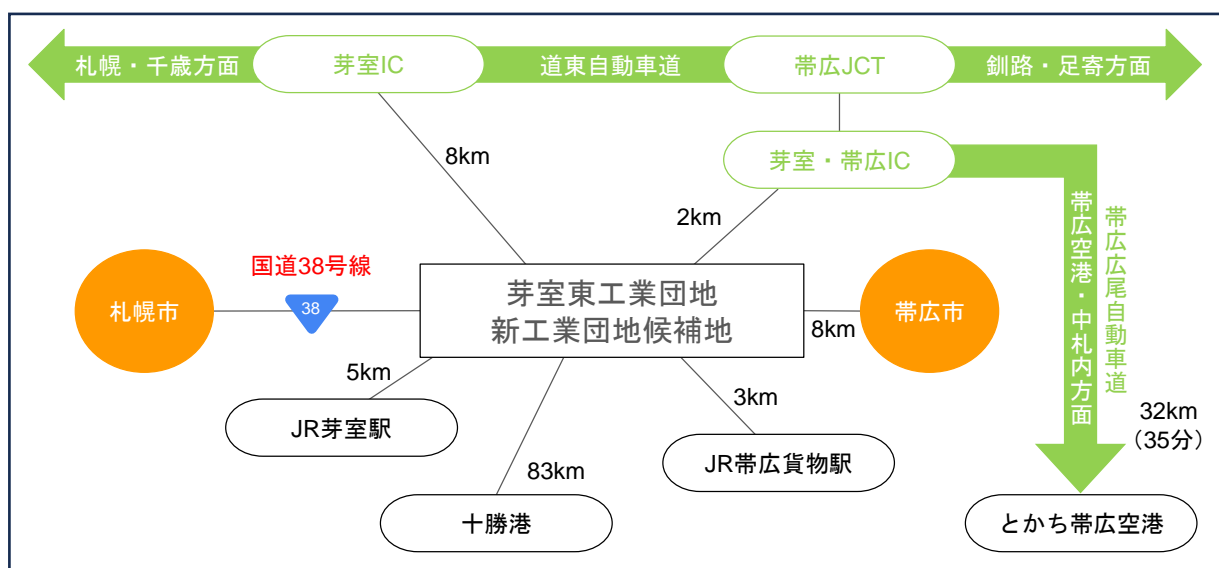 札幌・千歳方面
芽室IC
道東自動車道
帯広JCT
釧路・足寄方面
8km
芽室・帯広IC
2km
帯広空港・中札内方面
帯広広尾自動車道
国道38号線
札幌市
38
芽室東工業団地
新工業団地候補地
8km
帯広市
5km
3km
32km
（35分）
JR芽室駅
83km
JR帯広貨物駅
十勝港
とかち帯広空港